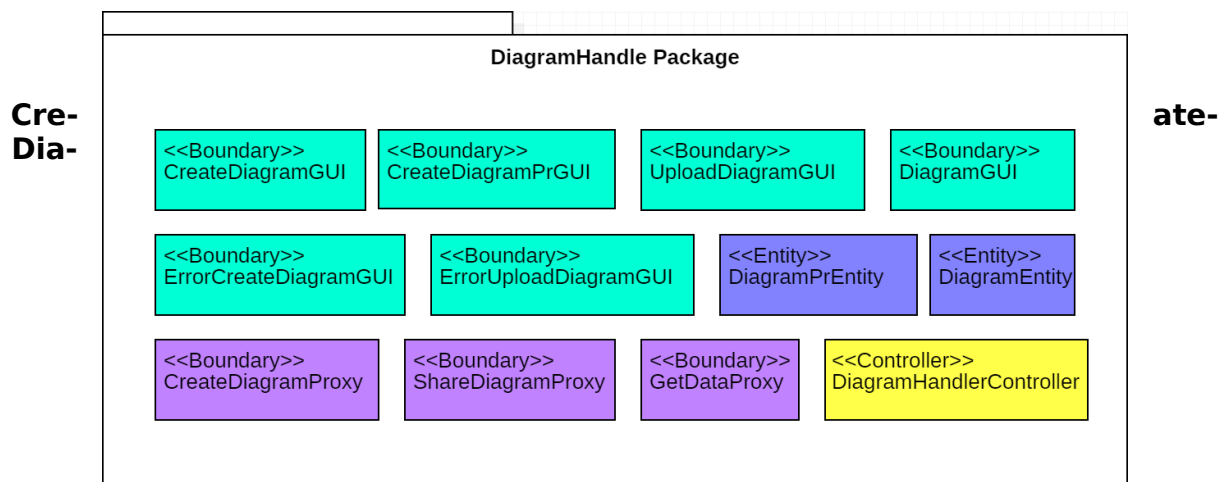 DiagramHandle Package
Cre- ate-
Dia-
<<Boundary>> <<Boundary>> <<Boundary>> <<Boundary>>
CreateDiagramGUI CreateDiagramPrGUI UploadDiagramGUI DiagramGUI
<<Boundary>> <<Boundary>> <<Entity>> <<Entity>>
ErrorCreateDiagramGUI ErrorUploadDiagramGUI DiagramPrEntity DiagramEntity
<<Boundary>> <<Boundary>> <<Boundary>> <<Controller>>
CreateDiagramProxy ShareDiagramProxy GetDataProxy DiagramHandlerController